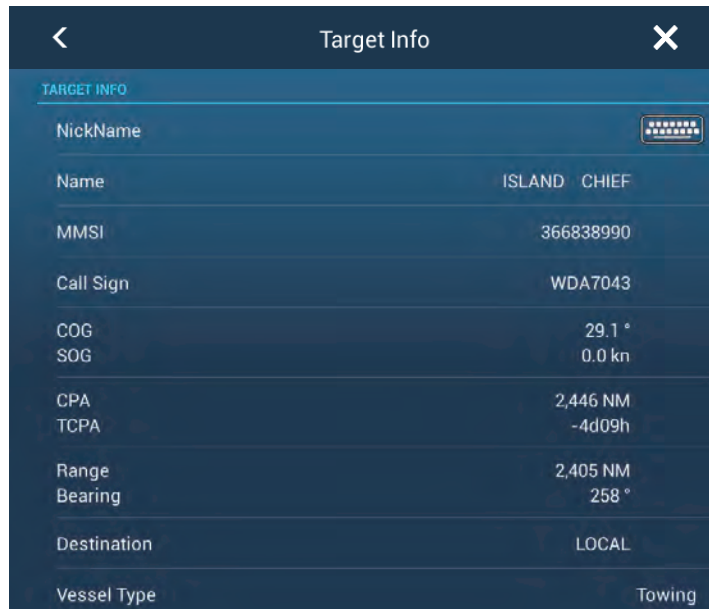 Target Info
TARGET INFO
NickName
Name ISLAND CHIEF
MMSI 366838990
Call Sign WDA7043
COG 29.1 °
SOG 0.0 kn
CPA 2,446 NM
TCPA -4d09h
Range 2,405 NM
Bearing 258 °
Destination LOCAL
Vessel Type Towing